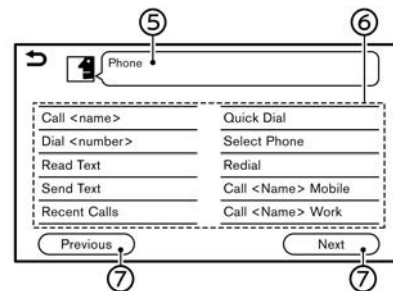 ⑤
⑥
Phone
Call <name>
Quick Dial
Dial <number>
Select Phone
Read Text
Redial
Send Text
Call <Name> Mobile
Recent Calls
Call <Name> Work
Previous
Next
⑦
⑦